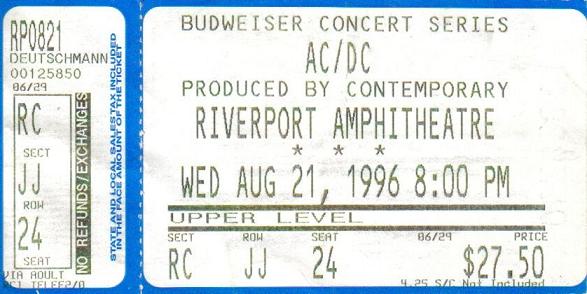 RP0821
DEUTSCHMANN
00125850
06/29
RC
SECT
JJ
ROW
24
SEAT
VIA ADULT
NO REFUNDS/EXCHANGES
STATE AND LOCAL SALES TAX INCLUDED
IN THE FACE AMOUNT OF THE TICKET
BUDWEISER CONCERT SERIES
AC/DC
PRODUCED BY CONTEMPORARY
RIVERPORT AMPHITHEATRE
* * *
WED AUG 21, 1996 8:00 PM
UPPER LEVEL
SECT ROW SEAT 06/29 PRICE
RC JJ 24 $27.50
4.25 S/C Not Included